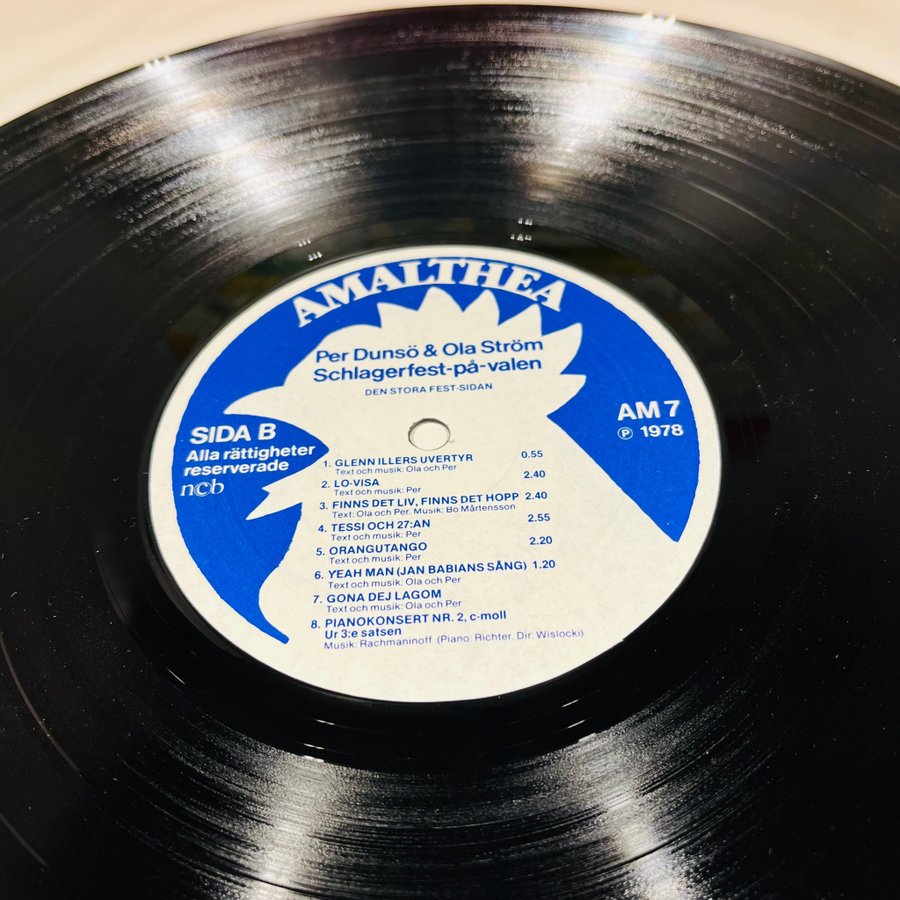 AMALTHEA
Per Dunsö & Ola Ström
Schlagerfest-på-valen
DEN STORA FEST-SIDAN
SIDA B
Alla rättigheter
reserverade
n©b
AM 7
Ⓟ 1978
1. GLENN ILLERS UVERTYR 0.55
Text och musik: Ola och Per
2. LO-VISA 2.40
Text och musik: Per
3. FINNS DET LIV, FINNS DET HOPP 2.40
Text: Ola och Per. Musik: Bo Mårtensson
4. TESSI OCH 27:AN 2.55
Text och musik: Per
5. ORANGUTANGO 2.20
Text och musik: Per
6. YEAH MAN (JAN BABIANS SÅNG) 1.20
Text och musik: Ola och Per
7. GONA DEJ LAGOM
Text och musik: Ola och Per
8. PIANOKONSERT NR. 2, c-moll
Ur 3:e satsen
Musik: Rachmaninoff (Piano: Richter. Dir: Wislocki).